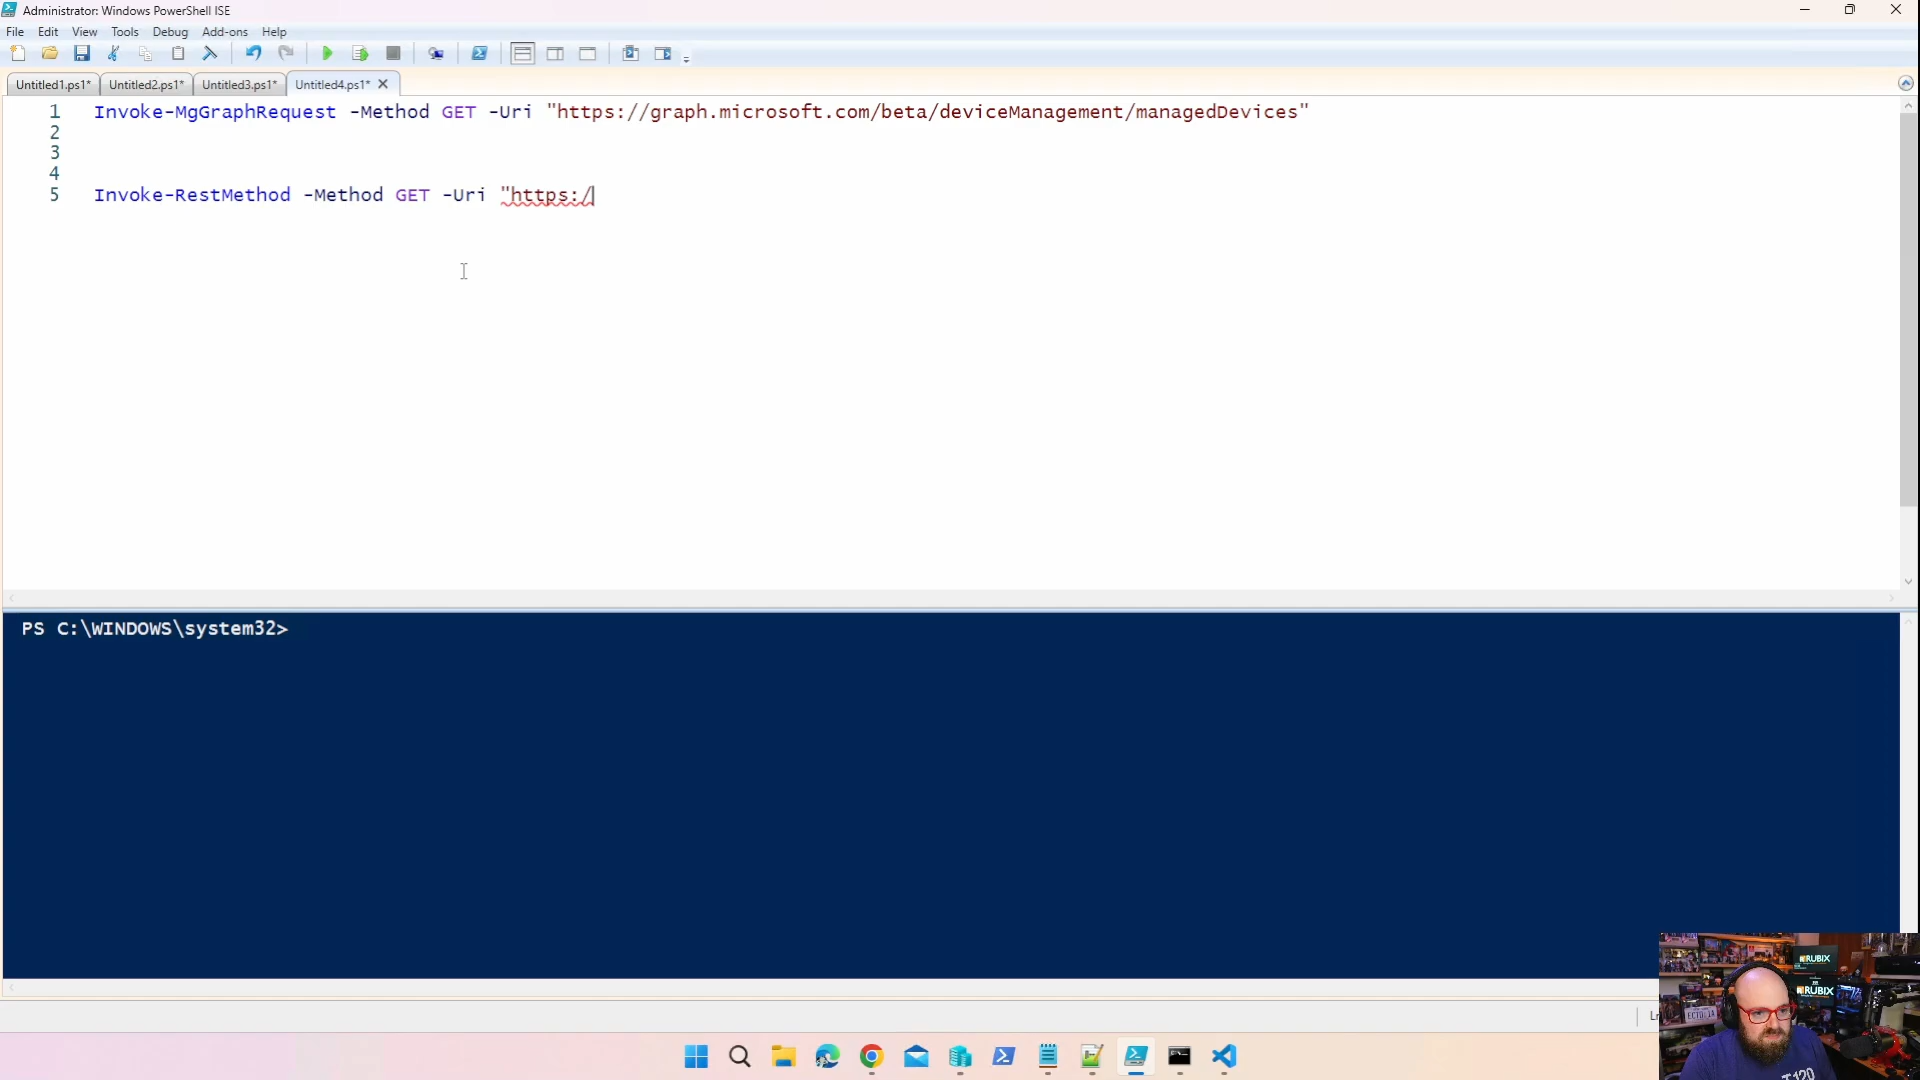 Administrator: Windows PowerShell ISE
File Edit View Tools Debug Add-ons Help
Untitled1.ps1* Untitled2.ps1* Untitled3.ps1* Untitled4.ps1*
1 Invoke-MgGraphRequest -Method GET -Uri "https://graph.microsoft.com/beta/deviceManagement/managedDevices"
2
3
4
5 Invoke-RestMethod -Method GET -Uri "https:/
PS C:\WINDOWS\system32>
RUBIX
RUBIX